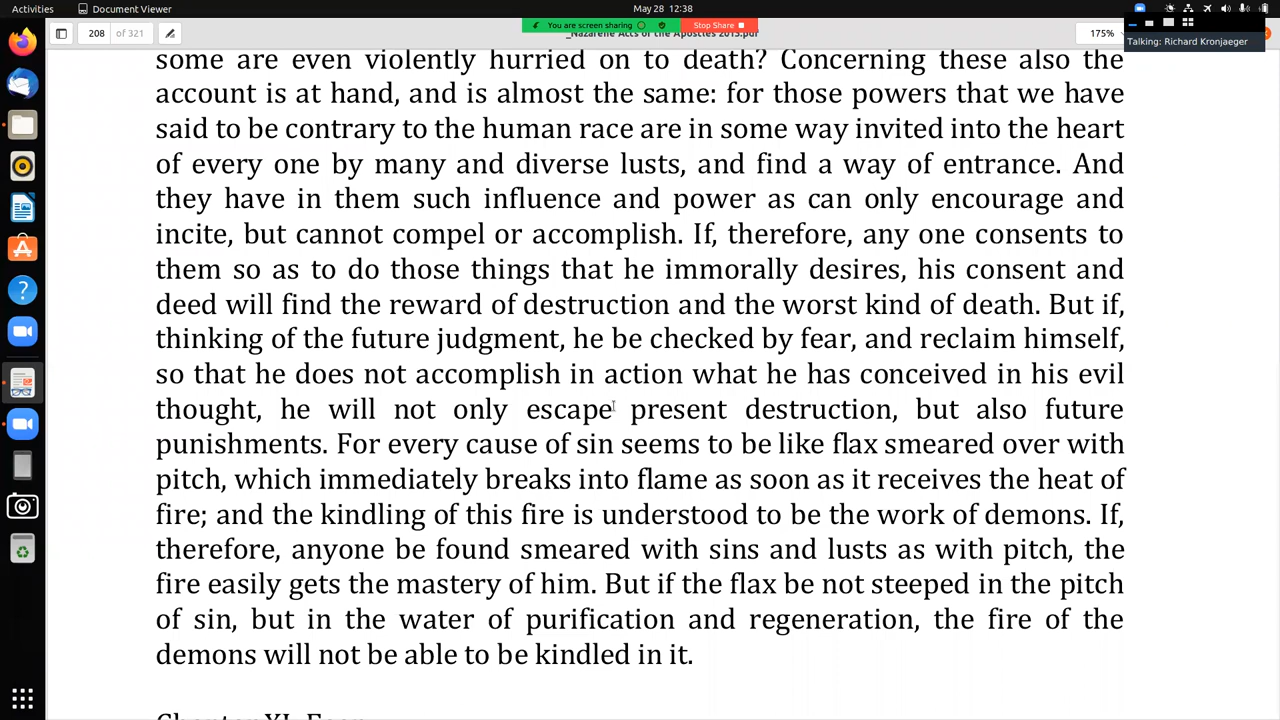 Activities
Document Viewer
May 28 12:38
208
of 321
You are screen sharing
Stop Share
_Nazarene Acts of the Apostles 2013.pdf
175%
Talking: Richard Kronjaeger
some are even violently hurried on to death? Concerning these also the
account is at hand, and is almost the same: for those powers that we have
said to be contrary to the human race are in some way invited into the heart
of every one by many and diverse lusts, and find a way of entrance. And
they have in them such influence and power as can only encourage and
incite, but cannot compel or accomplish. If, therefore, any one consents to
them so as to do those things that he immorally desires, his consent and
deed will find the reward of destruction and the worst kind of death. But if,
thinking of the future judgment, he be checked by fear, and reclaim himself,
so that he does not accomplish in action what he has conceived in his evil
thought, he will not only escape present destruction, but also future
punishments. For every cause of sin seems to be like flax smeared over with
pitch, which immediately breaks into flame as soon as it receives the heat of
fire; and the kindling of this fire is understood to be the work of demons. If,
therefore, anyone be found smeared with sins and lusts as with pitch, the
fire easily gets the mastery of him. But if the flax be not steeped in the pitch
of sin, but in the water of purification and regeneration, the fire of the
demons will not be able to be kindled in it.
Chapter XI